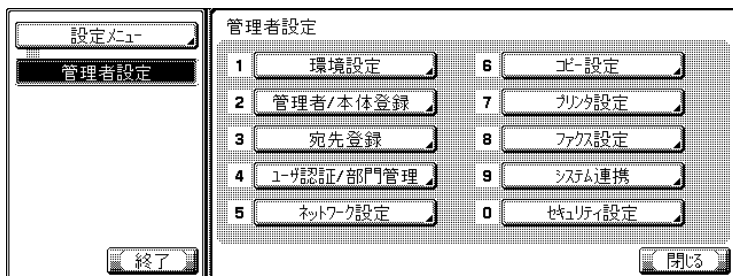 設定ﾒﾆｭｰ
管理者設定
終了
管理者設定
1 環境設定
2 管理者/本体登録
3 宛先登録
4 ﾕｰｻﾞ認証/部門管理
5 ﾈｯﾄﾜｰｸ設定
6 ｺﾋﾟｰ設定
7 ﾌﾟﾘﾝﾀ設定
8 ﾌｧｸｽ設定
9 ｼｽﾃﾑ連携
0 ｾｷｭﾘﾃｨ設定
閉じる